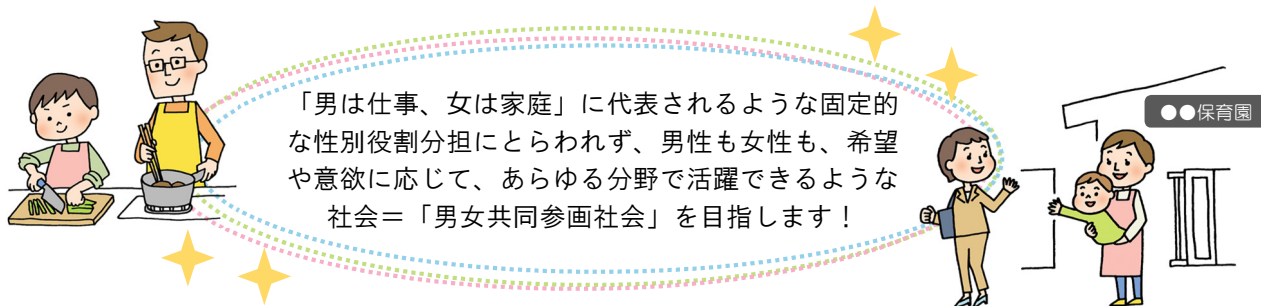 「男は仕事、女は家庭」に代表されるような固定的
な性別役割分担にとらわれず、男性も女性も、希望
や意欲に応じて、あらゆる分野で活躍できるような
社会＝「男女共同参画社会」を目指します！
●●保育園